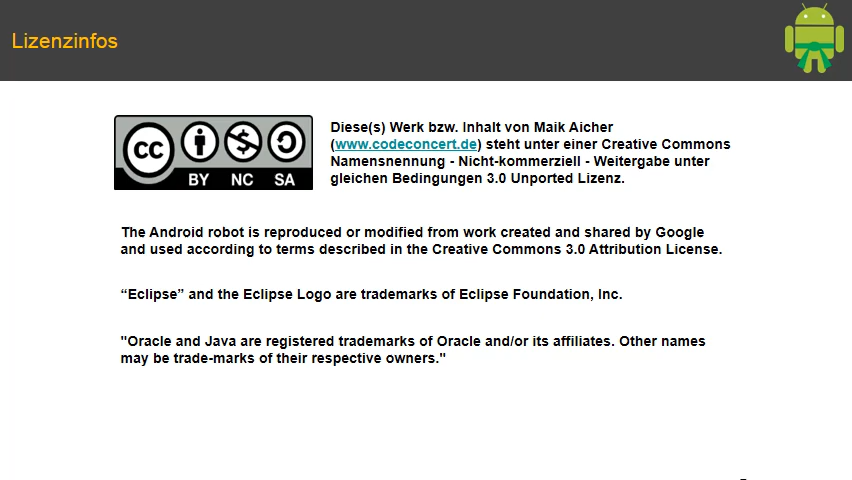 Lizenzinfos
cc
BY NC SA
Diese(s) Werk bzw. Inhalt von Maik Aicher
(www.codeconcert.de) steht unter einer Creative Commons
Namensnennung - Nicht-kommerziell - Weitergabe unter
gleichen Bedingungen 3.0 Unported Lizenz.
The Android robot is reproduced or modified from work created and shared by Google
and used according to terms described in the Creative Commons 3.0 Attribution License.
“Eclipse” and the Eclipse Logo are trademarks of Eclipse Foundation, Inc.
"Oracle and Java are registered trademarks of Oracle and/or its affiliates. Other names
may be trade-marks of their respective owners."